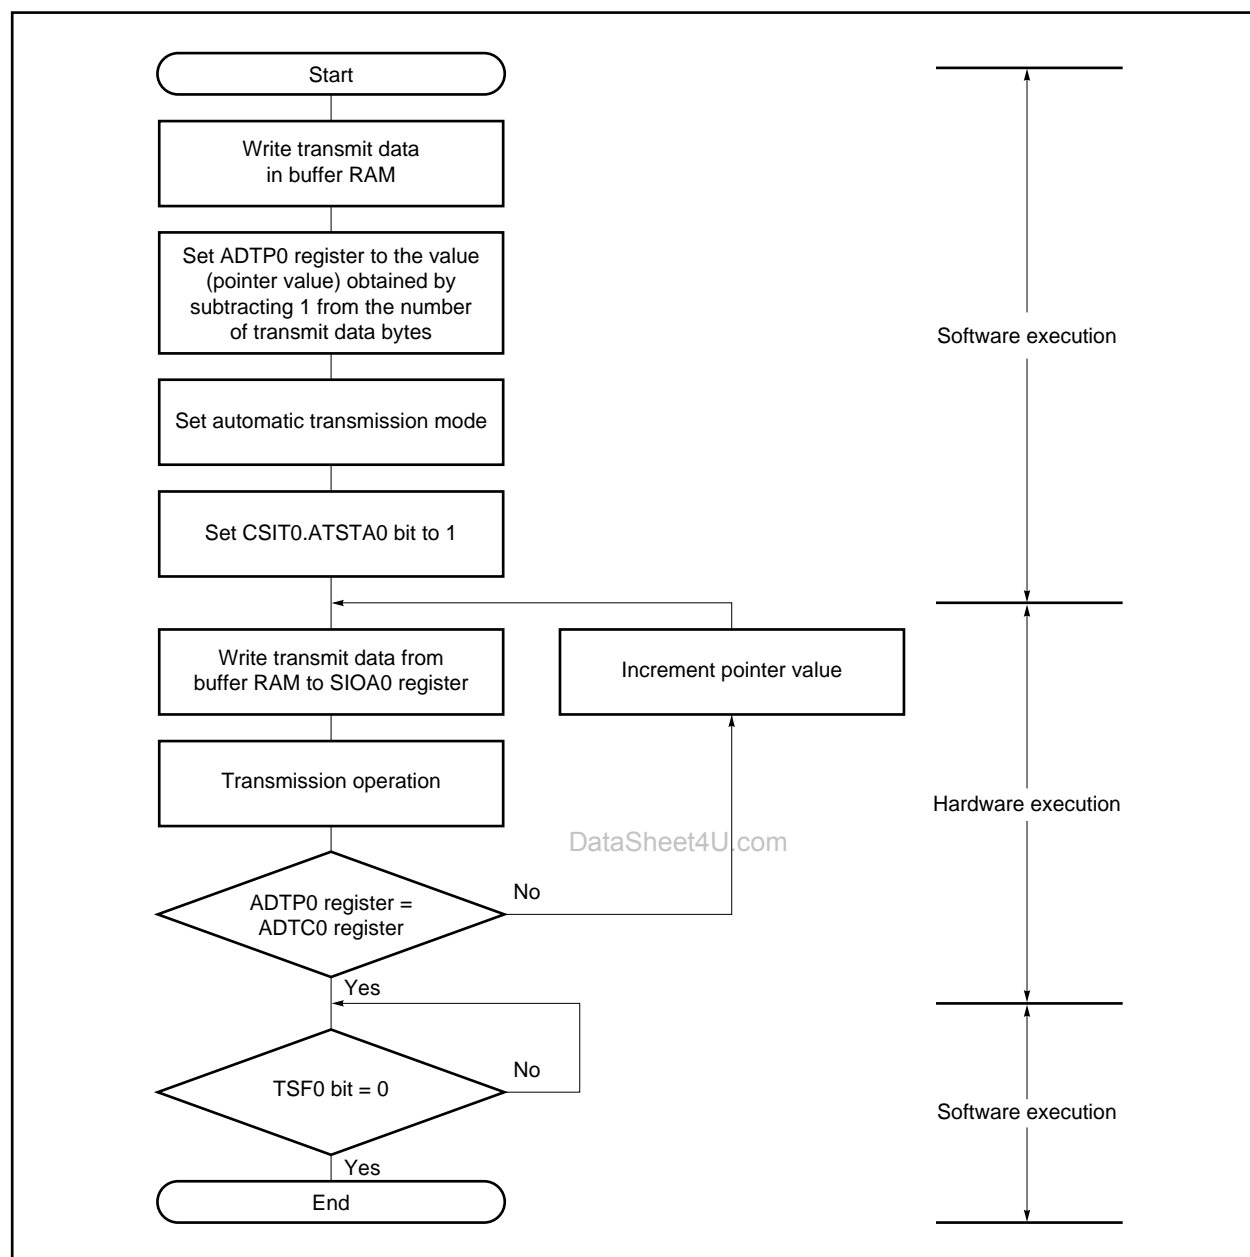 Start
Write transmit data
in buffer RAM
Set ADTP0 register to the value
(pointer value) obtained by
subtracting 1 from the number
of transmit data bytes
Software execution
Set automatic transmission mode
Set CSIT0.ATSTA0 bit to 1
Write transmit data from
buffer RAM to SIOA0 register
Increment pointer value
Transmission operation
Hardware execution
DataSheet4U.com
ADTP0 register =
ADTC0 register
No
Yes
TSF0 bit = 0
No
Software execution
Yes
End